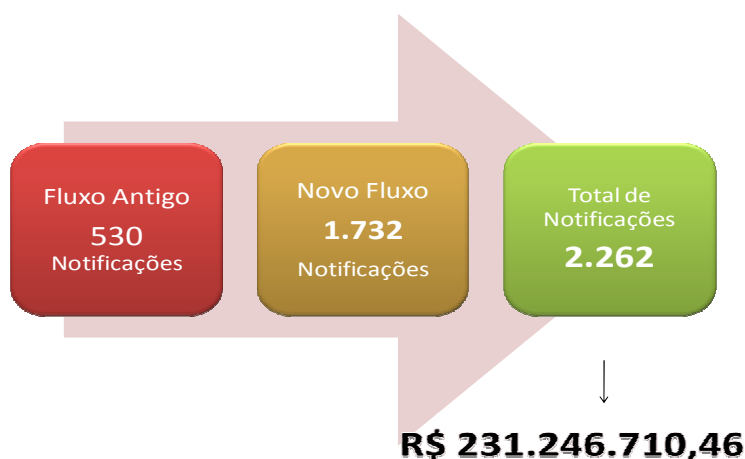 Fluxo Antigo
530
Notificações
Novo Fluxo
1.732
Notificações
Total de
Notificações
2.262
R$ 231.246.710,46